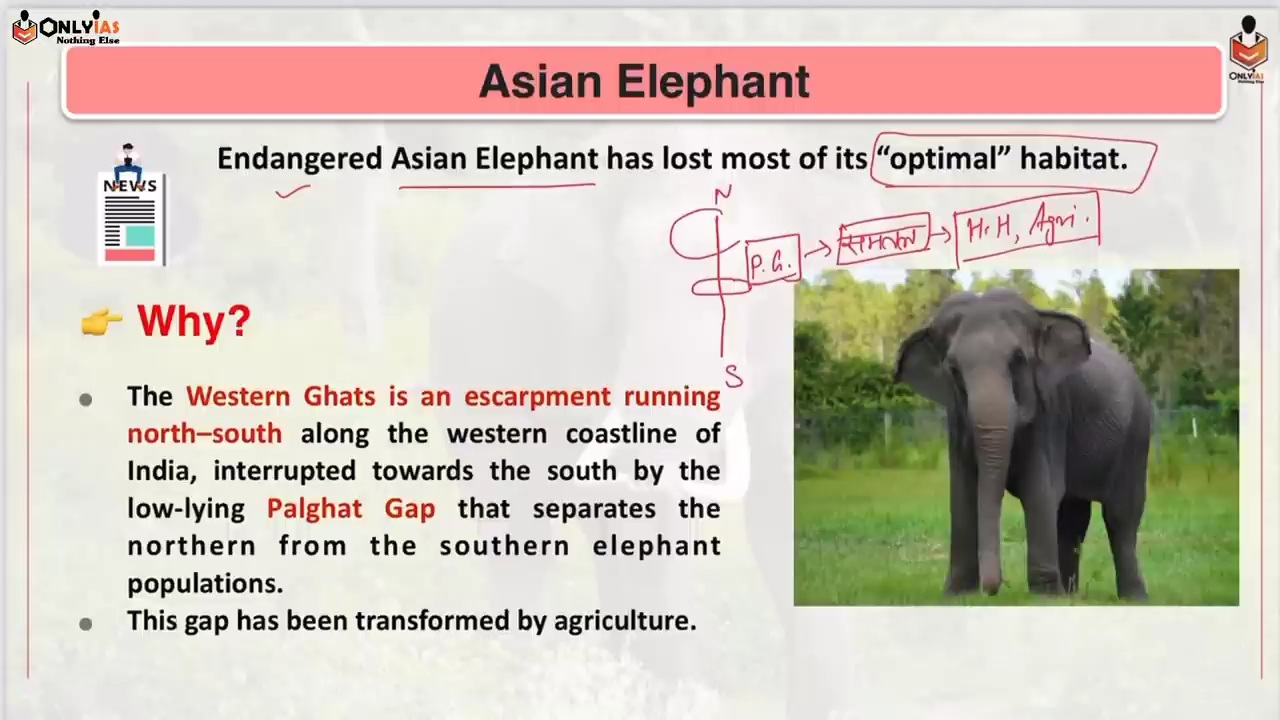 ONLYIAS
Nothing Else
ONLYIAS
Nothing Else
Asian Elephant
NEWS
Endangered Asian Elephant has lost most of its “optimal” habitat.
N
P. G. → समतल → H.H, Agri.
S
👉 Why?
• The Western Ghats is an escarpment running
north–south along the western coastline of
India, interrupted towards the south by the
low-lying Palghat Gap that separates the
northern from the southern elephant
populations.
• This gap has been transformed by agriculture.